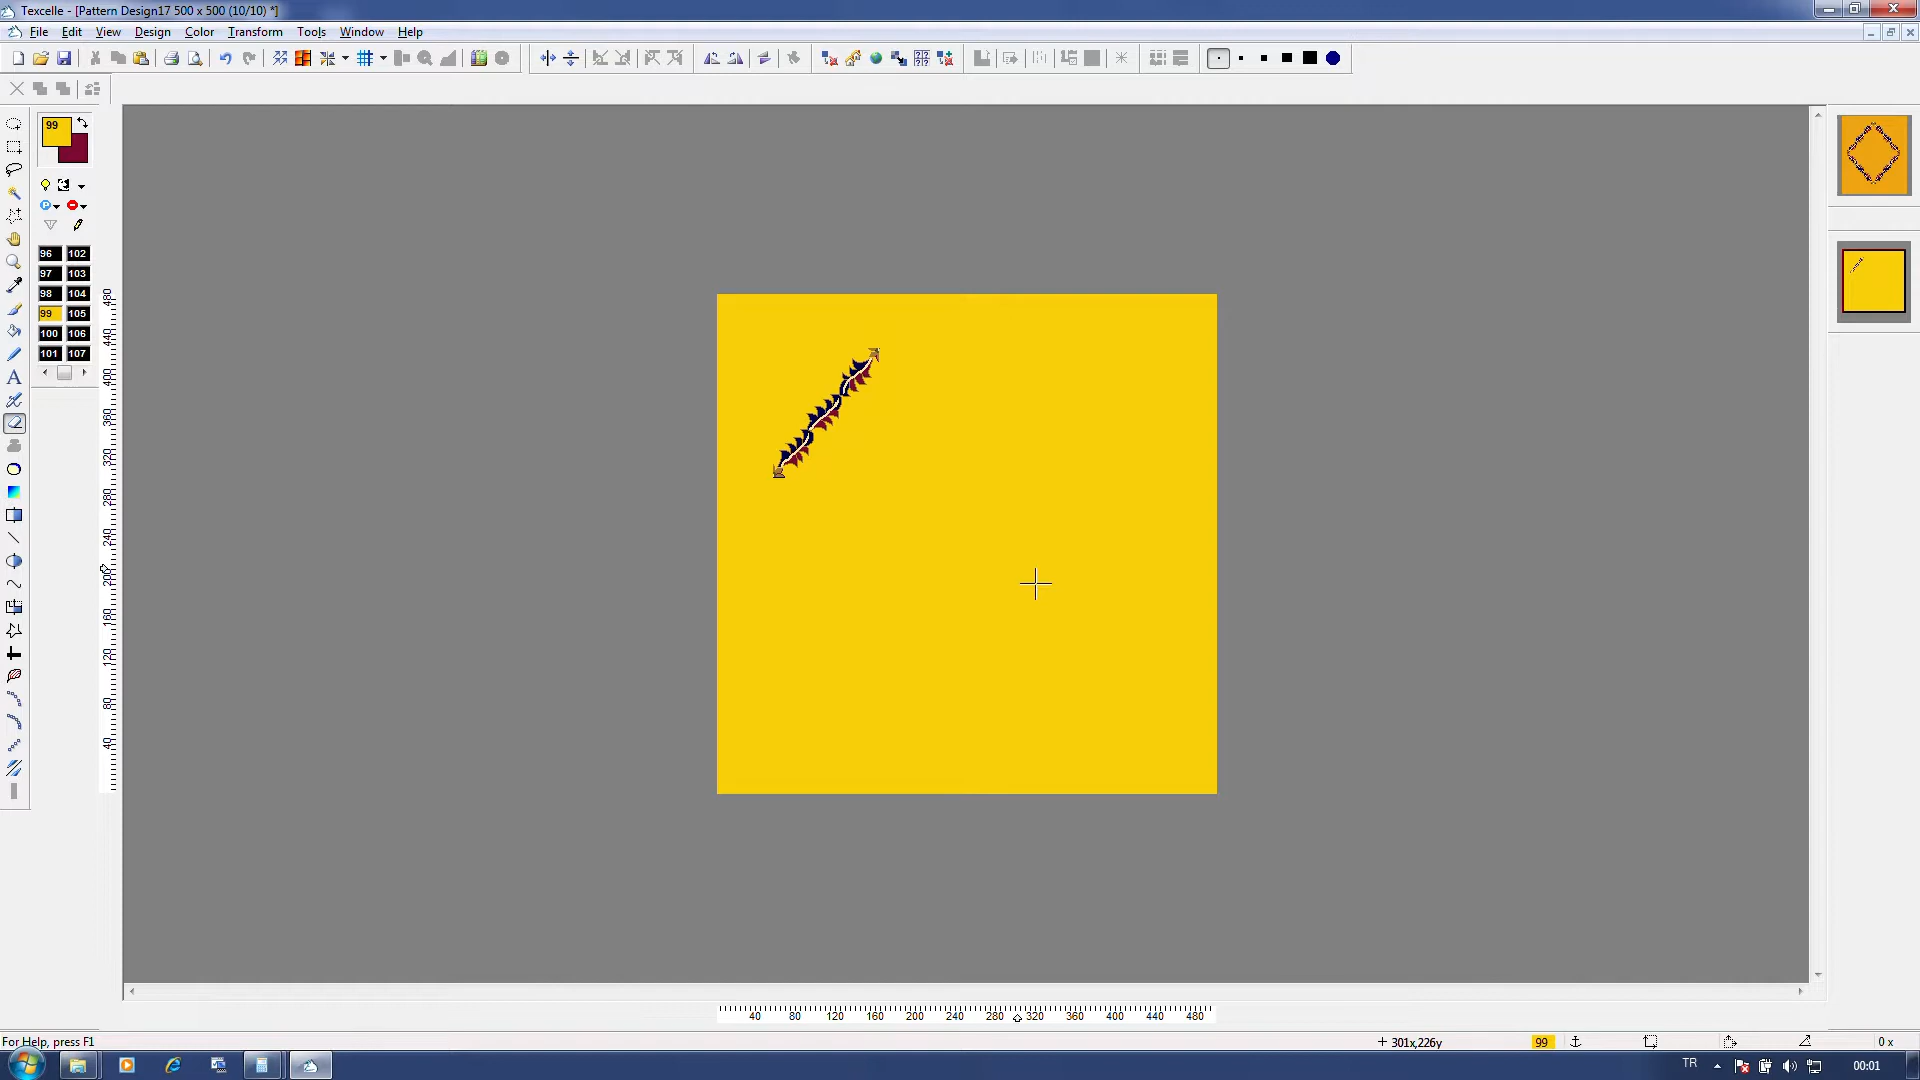 Texcelle - [Pattern Design17 500 x 500 (10/10) *]
File Edit View Design Color Transform Tools Window Help
99
96 102
97 103
98 104
99 105
100 106
101 107
480
440
400
360
320
280
240
200
160
120
80
40
A
40 80 120 160 200 240 280 320 360 400 440 480
For Help, press F1
301x,226y
99
0 x
TR
00:01